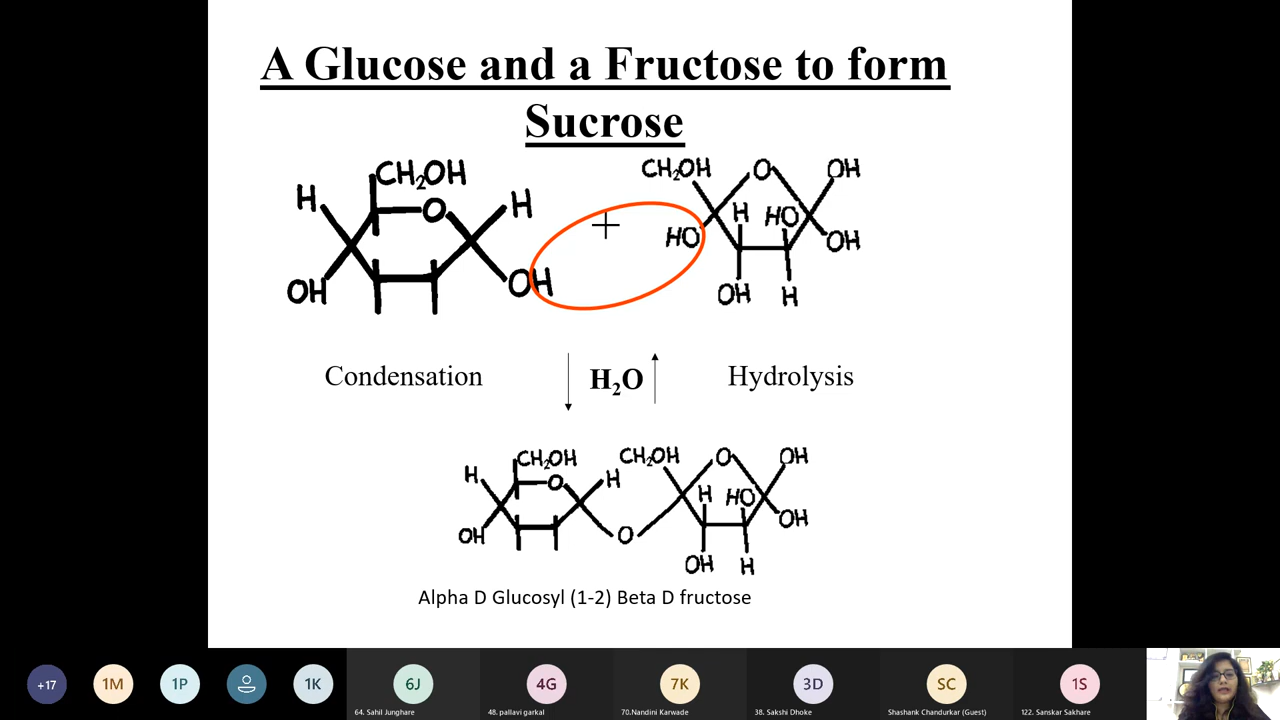 A Glucose and a Fructose to form
Sucrose
CH₂OH
H
O
H
OH
OH
+
CH₂OH
O
OH
H
HO
HO
OH
OH
H
Condensation
H₂O
Hydrolysis
CH₂OH
H
O
H
OH
O
CH₂OH
O
OH
H
HO
OH
OH
H
Alpha D Glucosyl (1-2) Beta D fructose
+17
1M
1P
1K
6J
64. Sahil Junghare
4G
48. pallavi garkal
7K
70.Nandini Karwade
3D
38. Sakshi Dhoke
SC
Shashank Chandurkar (Guest)
1S
122. Sanskar Sakhare